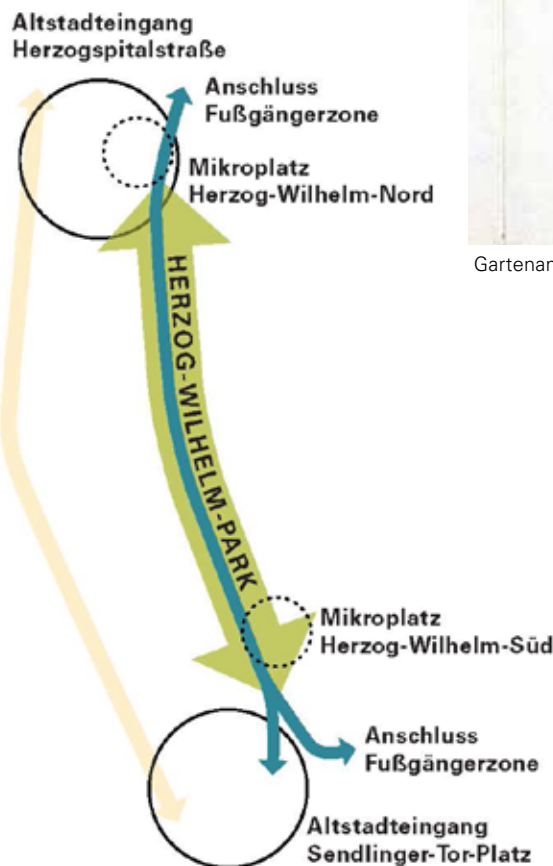 Altstadteingang
Herzogspitalstraße
Anschluss
Fußgängerzone
Mikroplatz
Herzog-Wilhelm-Nord
HERZOG-WILHELM-PARK
Mikroplatz
Herzog-Wilhelm-Süd
Anschluss
Fußgängerzone
Altstadteingang
Sendlinger-Tor-Platz